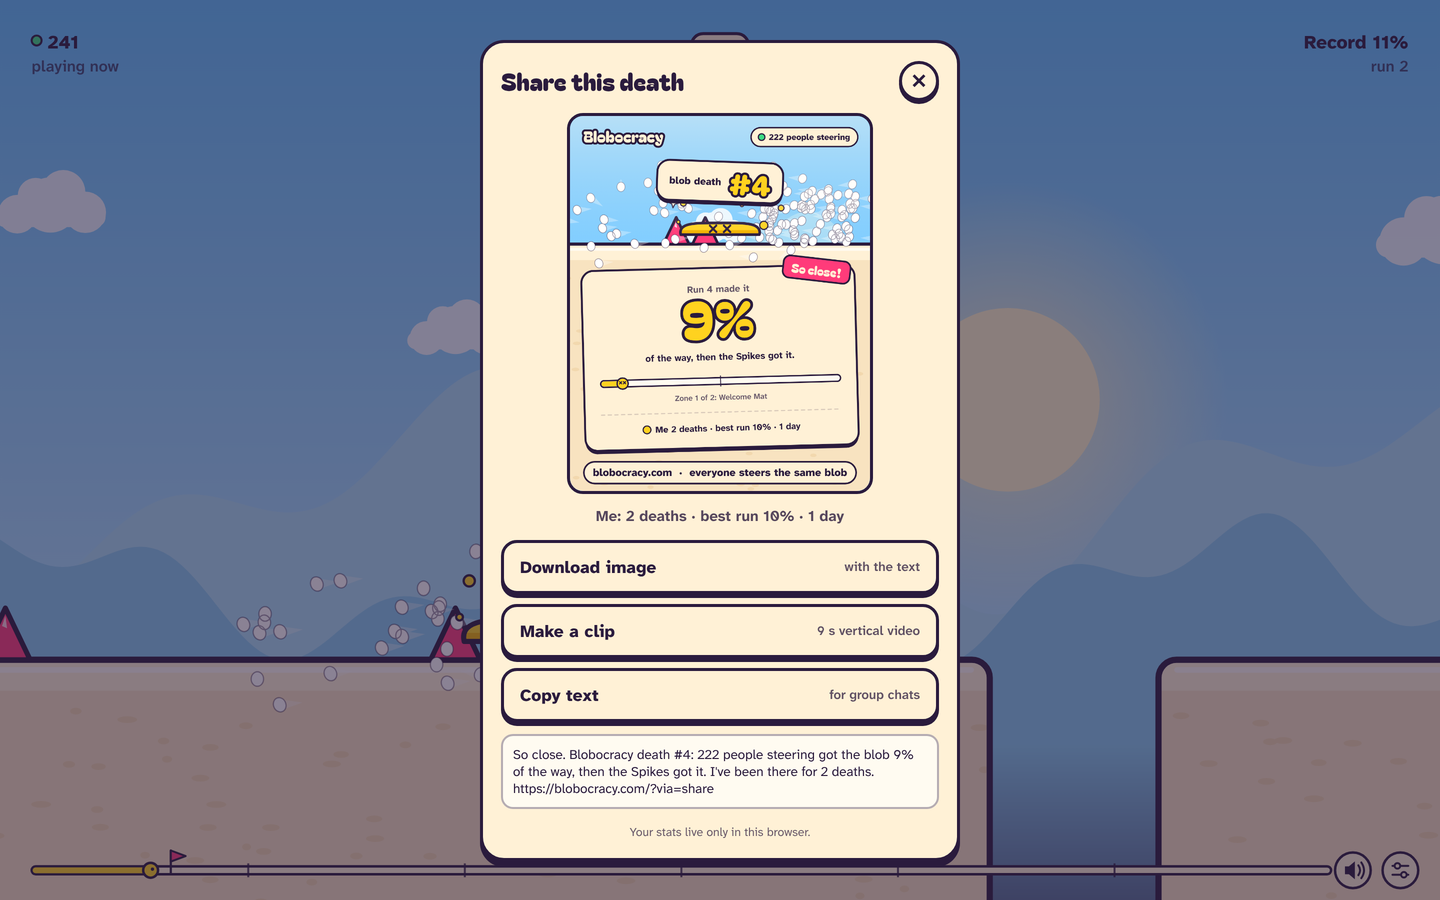 241
playing now
Record 11%
run 2
Share this death
Blobocracy
222 people steering
blob death #4
So close!
Run 4 made it
9%
of the way, then the Spikes got it.
Zone 1 of 2: Welcome Mat
Me 2 deaths · best run 10% · 1 day
blobocracy.com · everyone steers the same blob
Me: 2 deaths · best run 10% · 1 day
Download image with the text
Make a clip 9 s vertical video
Copy text for group chats
So close. Blobocracy death #4: 222 people steering got the blob 9%
of the way, then the Spikes got it. I've been there for 2 deaths.
https://blobocracy.com/?via=share
Your stats live only in this browser.